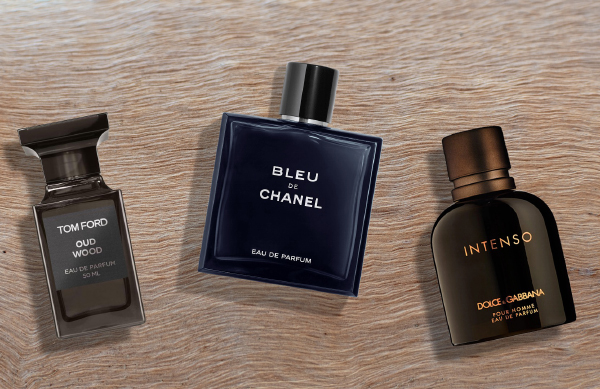 TOM FORD
OUD
WOOD
EAU DE PARFUM
50 ML
BLEU
DE
CHANEL
EAU DE PARFUM
INTENSO
DOLCE & GABBANA
POUR HOMME
EAU DE PARFUM